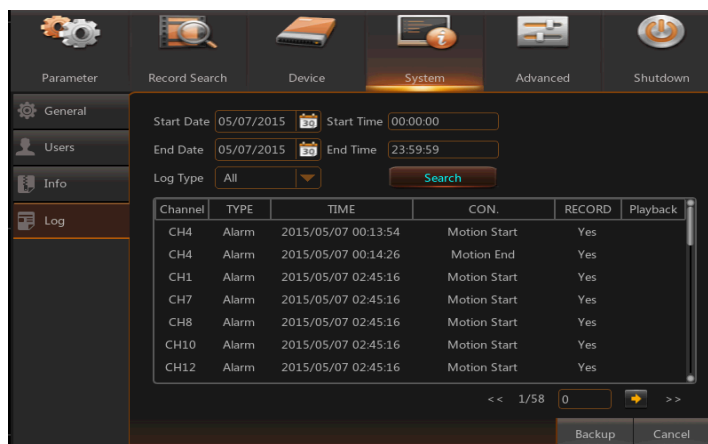 Parameter Record Search Device System Advanced Shutdown
General
Users
Info
Log
Start Date 05/07/2015 30 Start Time 00:00:00
End Date 05/07/2015 30 End Time 23:59:59
Log Type All Search
Channel TYPE TIME CON. RECORD Playback
CH4 Alarm 2015/05/07 00:13:54 Motion Start Yes
CH4 Alarm 2015/05/07 00:14:26 Motion End Yes
CH1 Alarm 2015/05/07 02:45:16 Motion Start Yes
CH7 Alarm 2015/05/07 02:45:16 Motion Start Yes
CH8 Alarm 2015/05/07 02:45:16 Motion Start Yes
CH10 Alarm 2015/05/07 02:45:16 Motion Start Yes
CH12 Alarm 2015/05/07 02:45:16 Motion Start Yes
<< 1/58 0 >>
Backup Cancel